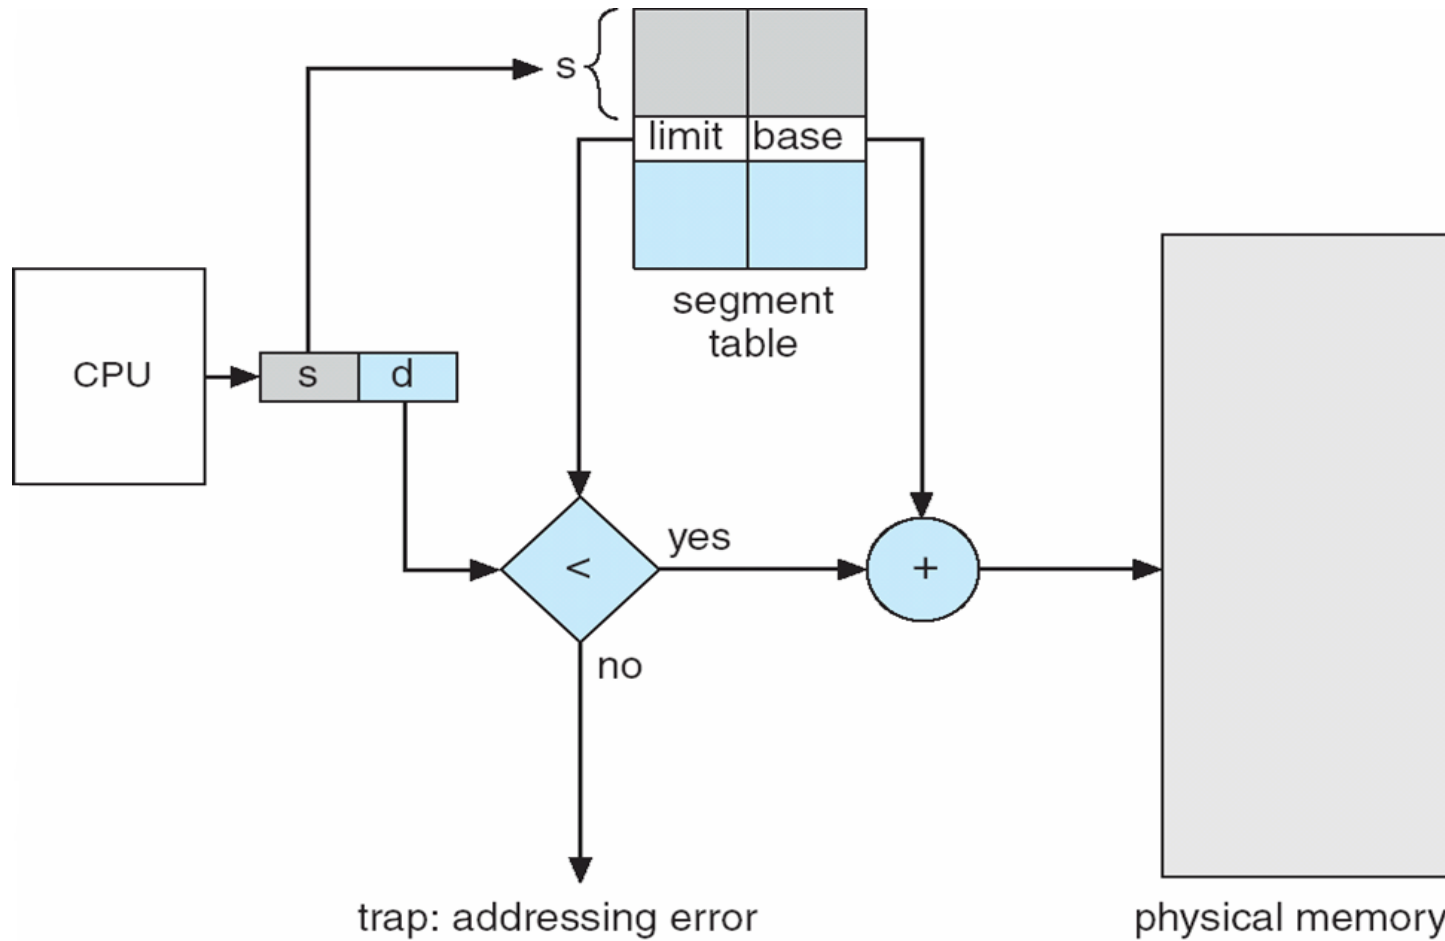 s
limit
base
segment
table
CPU
s
d
<
yes
+
no
trap: addressing error
physical memory